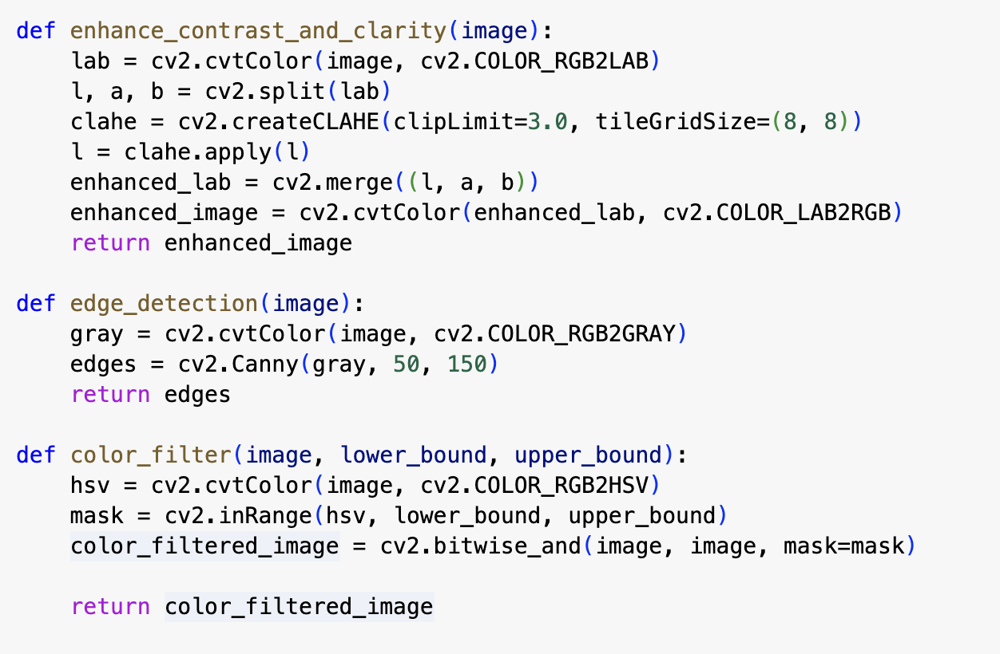 def enhance_contrast_and_clarity(image):
    lab = cv2.cvtColor(image, cv2.COLOR_RGB2LAB)
    l, a, b = cv2.split(lab)
    clahe = cv2.createCLAHE(clipLimit=3.0, tileGridSize=(8, 8))
    l = clahe.apply(l)
    enhanced_lab = cv2.merge((l, a, b))
    enhanced_image = cv2.cvtColor(enhanced_lab, cv2.COLOR_LAB2RGB)
    return enhanced_image

def edge_detection(image):
    gray = cv2.cvtColor(image, cv2.COLOR_RGB2GRAY)
    edges = cv2.Canny(gray, 50, 150)
    return edges

def color_filter(image, lower_bound, upper_bound):
    hsv = cv2.cvtColor(image, cv2.COLOR_RGB2HSV)
    mask = cv2.inRange(hsv, lower_bound, upper_bound)
    color_filtered_image = cv2.bitwise_and(image, image, mask=mask)

    return color_filtered_image